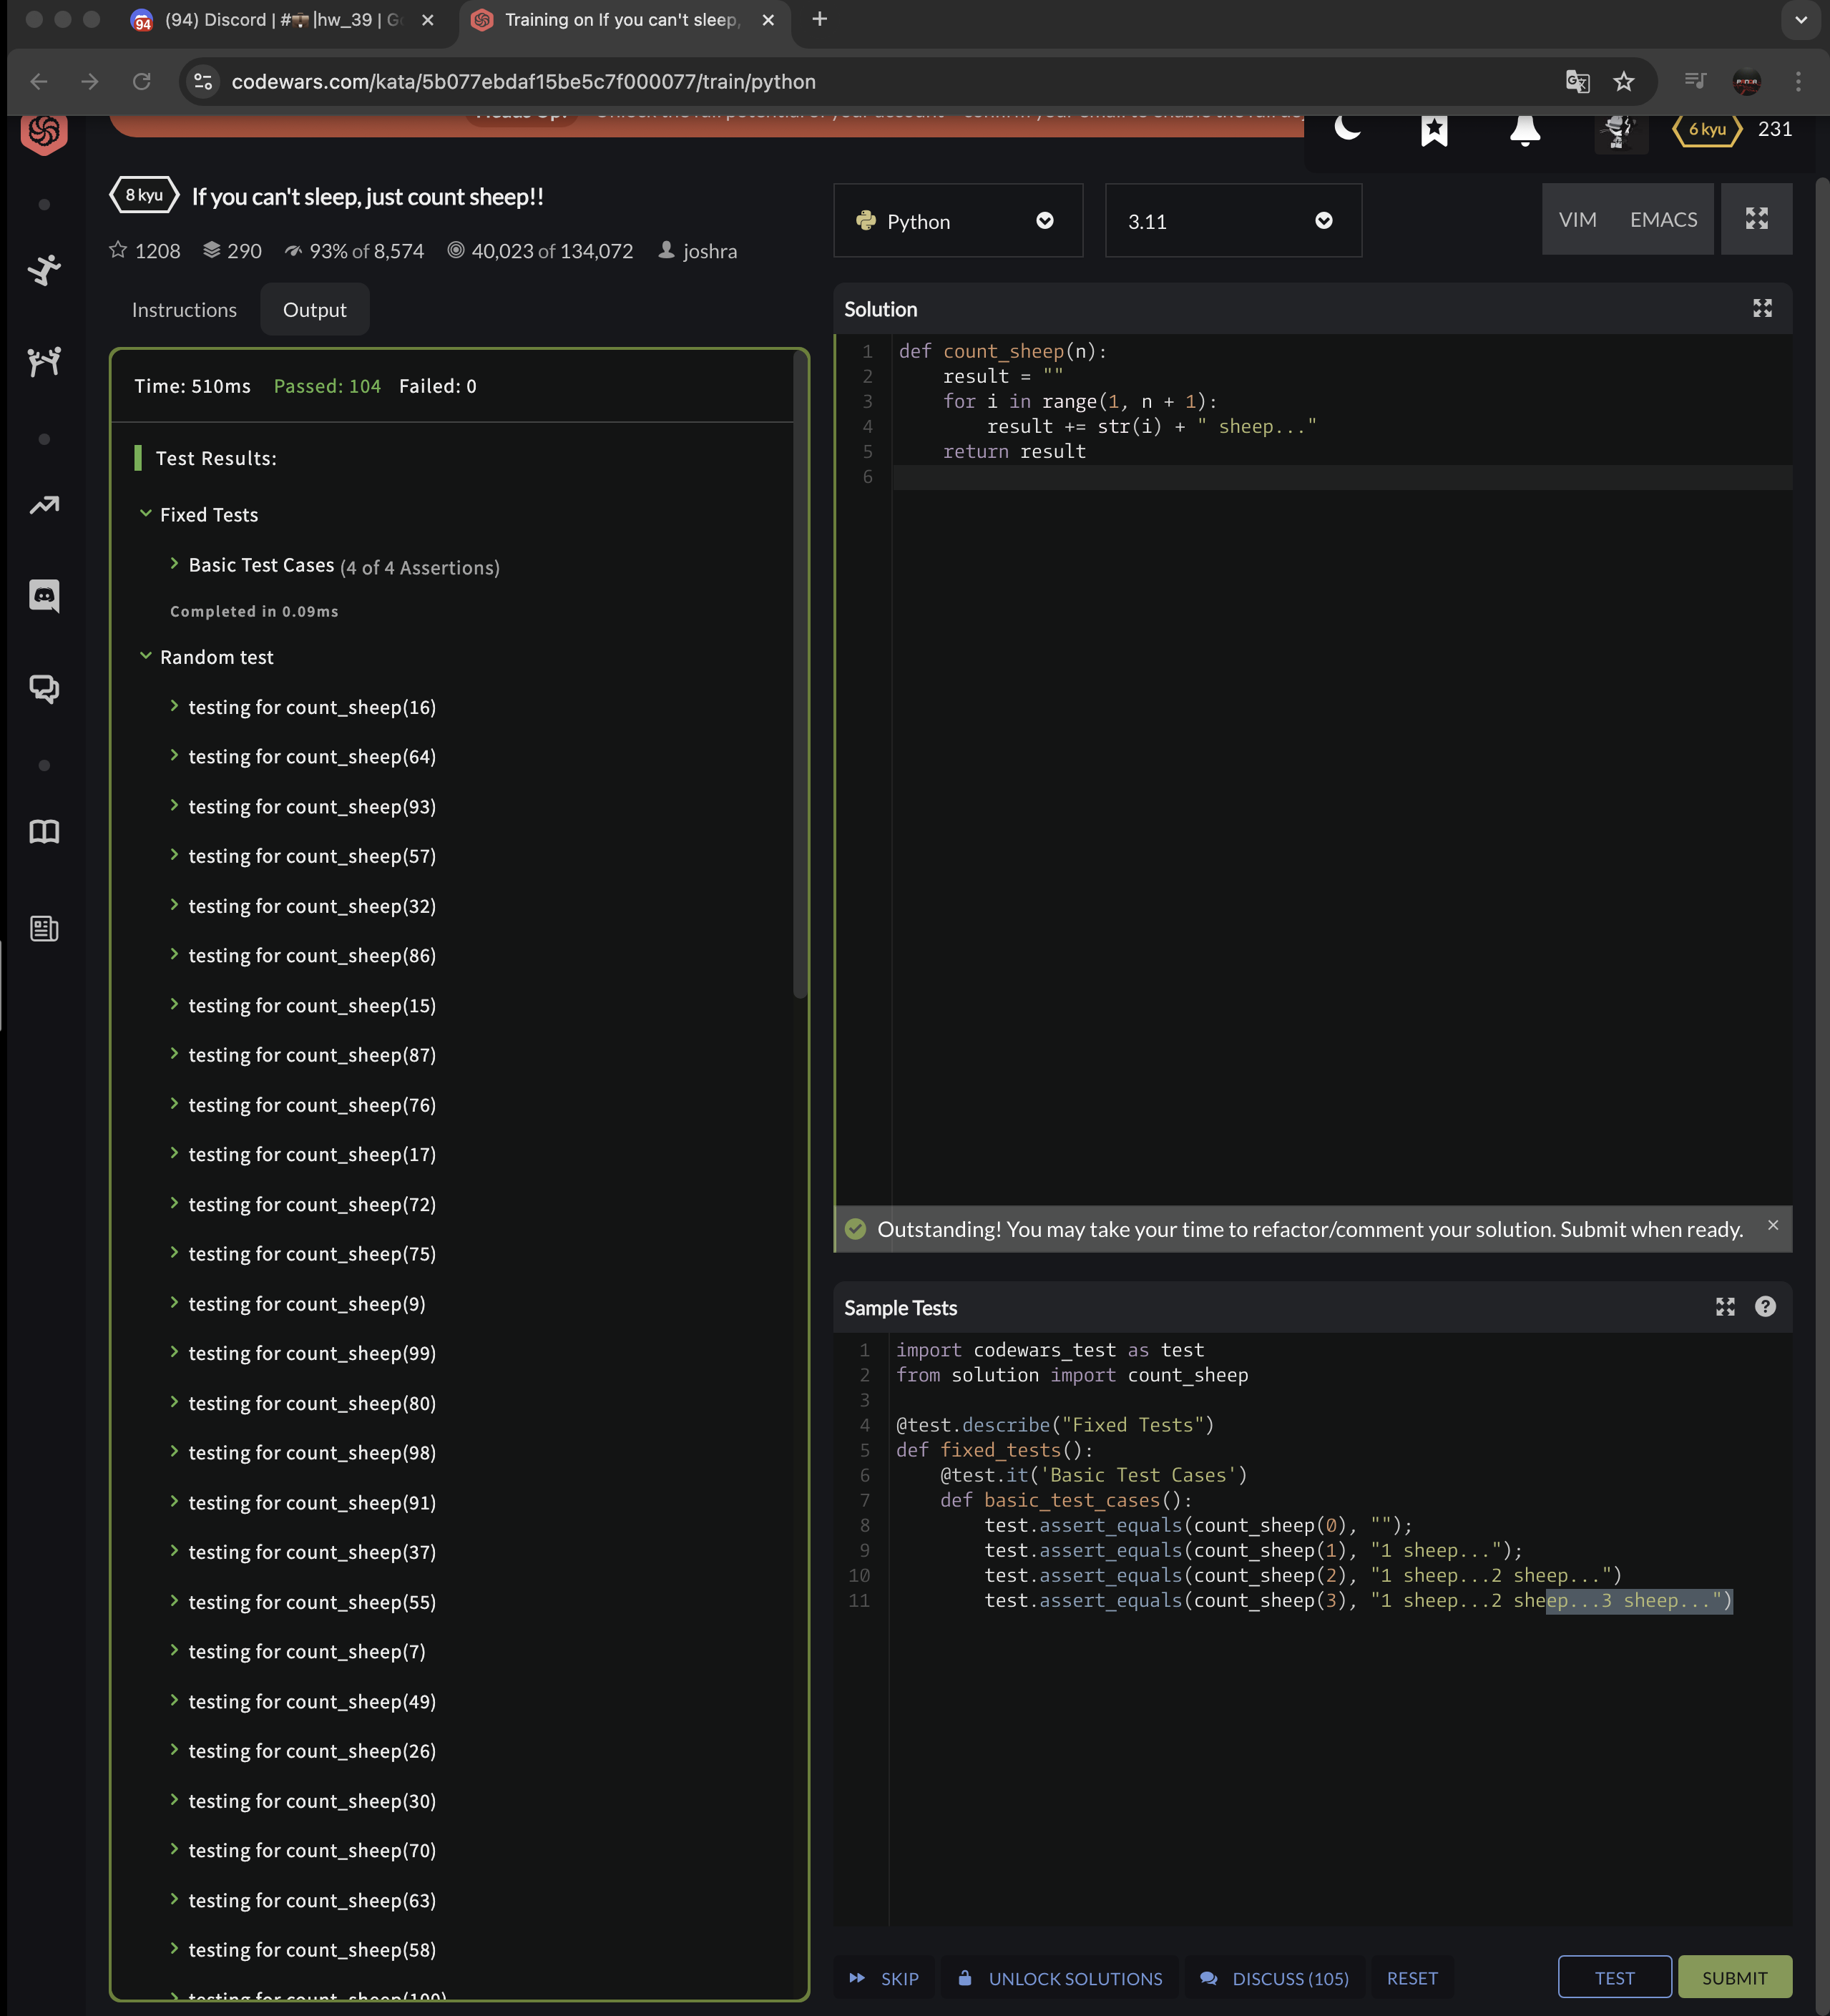 94
(94) Discord | #🕶|hw_39 | G
Training on If you can't sleep,
codewars.com/kata/5b077ebdaf15be5c7f000077/train/python
6 kyu
231
8 kyu
If you can't sleep, just count sheep!!
1208
290
93% of 8,574
40,023 of 134,072
joshra
Python
3.11
VIM
EMACS
Instructions
Output
Time: 510ms Passed: 104 Failed: 0
Test Results:
Fixed Tests
Basic Test Cases (4 of 4 Assertions)
Completed in 0.09ms
Random test
testing for count_sheep(16)
testing for count_sheep(64)
testing for count_sheep(93)
testing for count_sheep(57)
testing for count_sheep(32)
testing for count_sheep(86)
testing for count_sheep(15)
testing for count_sheep(87)
testing for count_sheep(76)
testing for count_sheep(17)
testing for count_sheep(72)
testing for count_sheep(75)
testing for count_sheep(9)
testing for count_sheep(99)
testing for count_sheep(80)
testing for count_sheep(98)
testing for count_sheep(91)
testing for count_sheep(37)
testing for count_sheep(55)
testing for count_sheep(7)
testing for count_sheep(49)
testing for count_sheep(26)
testing for count_sheep(30)
testing for count_sheep(70)
testing for count_sheep(63)
testing for count_sheep(58)
testing for count_sheep(100)
Solution
1 def count_sheep(n):
2     result = ""
3     for i in range(1, n + 1):
4         result += str(i) + " sheep..."
5     return result
6
Outstanding! You may take your time to refactor/comment your solution. Submit when ready.
Sample Tests
1 import codewars_test as test
2 from solution import count_sheep
3
4 @test.describe("Fixed Tests")
5 def fixed_tests():
6     @test.it('Basic Test Cases')
7     def basic_test_cases():
8         test.assert_equals(count_sheep(0), "");
9         test.assert_equals(count_sheep(1), "1 sheep...");
10         test.assert_equals(count_sheep(2), "1 sheep...2 sheep...")
11         test.assert_equals(count_sheep(3), "1 sheep...2 sheep...3 sheep...")
SKIP
UNLOCK SOLUTIONS
DISCUSS (105)
RESET
TEST
SUBMIT